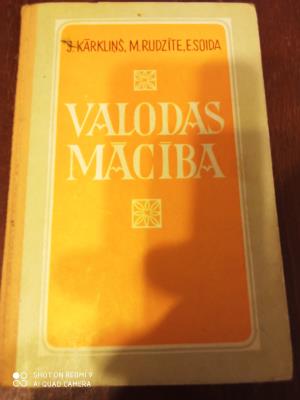 J. KĀRKLIŅŠ, M. RUDZĪTE, E. SOIDA
VALODAS
MĀCĪBA
SHOT ON REDMI 9
AI QUAD CAMERA